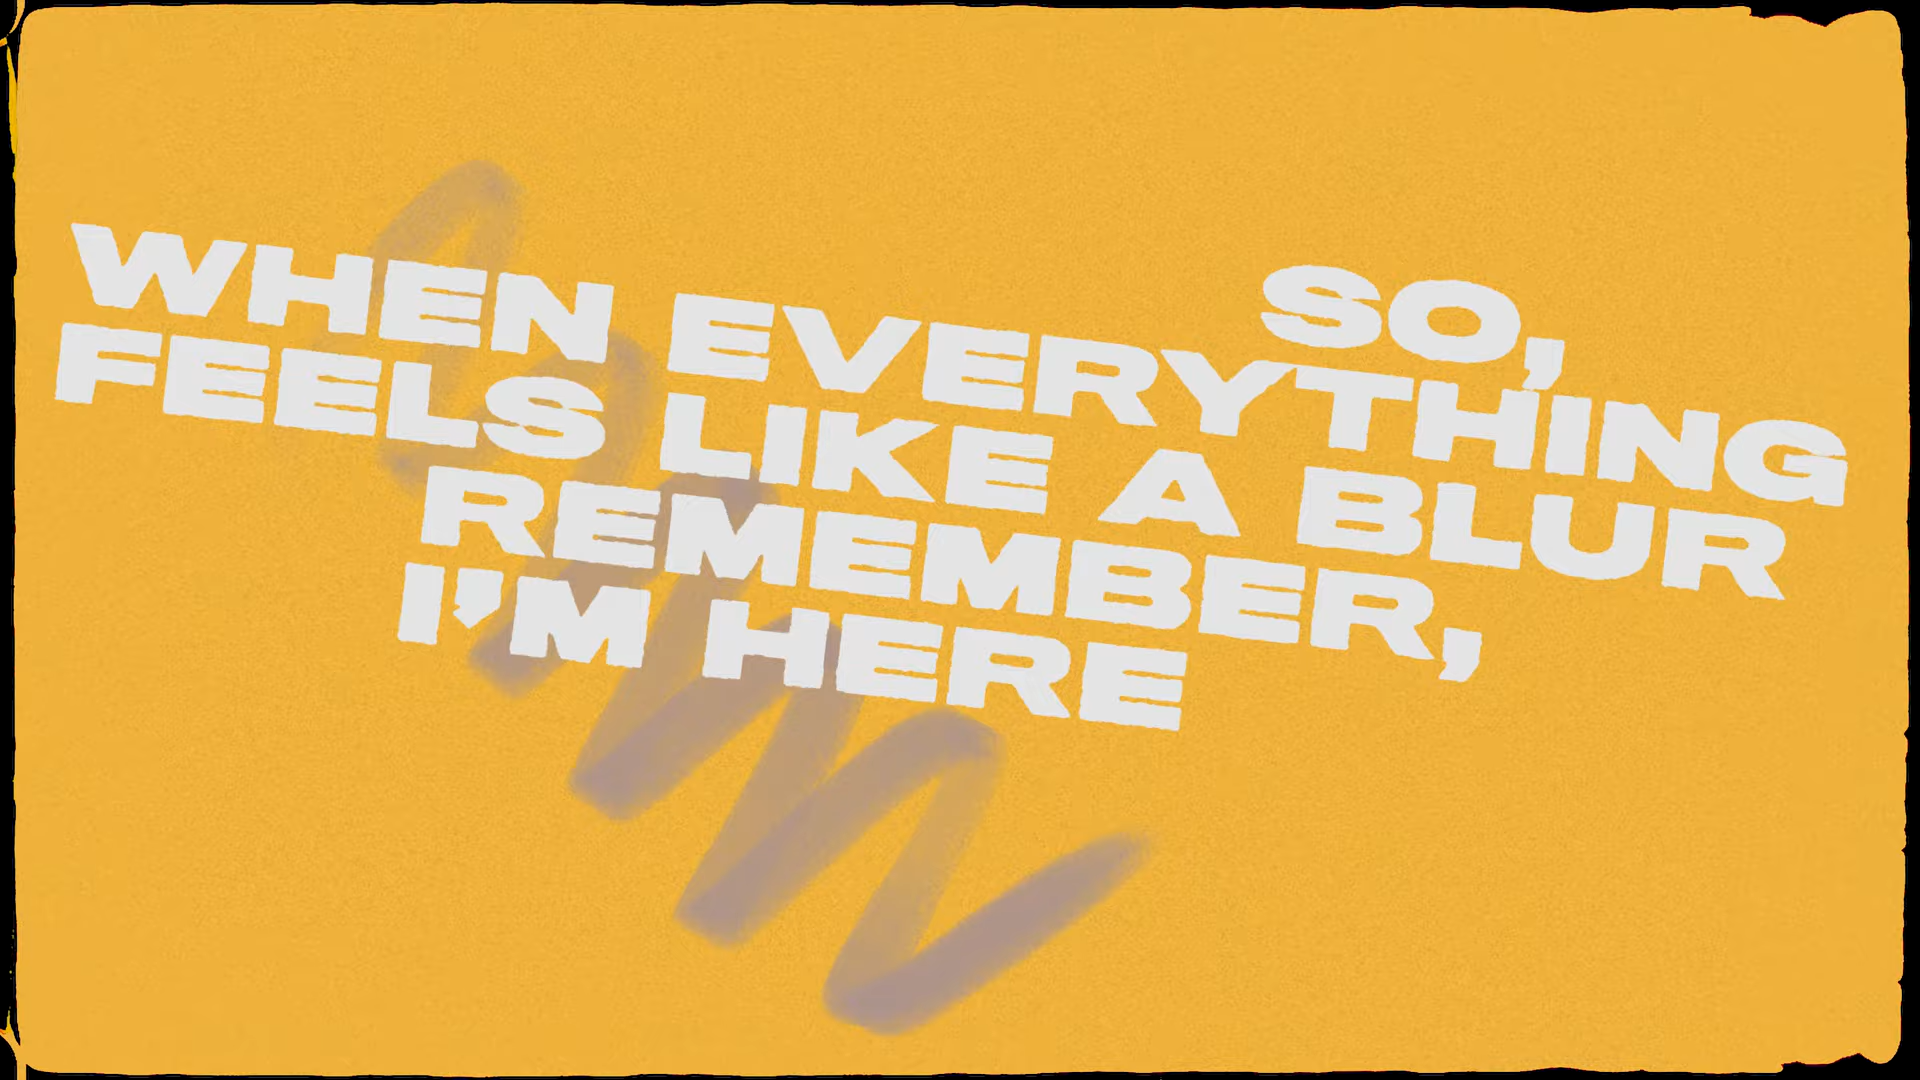 SO,
WHEN EVERYTHING
FEELS LIKE A BLUR
REMEMBER,
I'M HERE